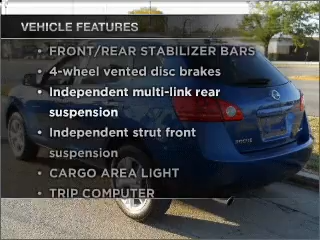 VEHICLE FEATURES
• FRONT/REAR STABILIZER BARS
• 4-wheel vented disc brakes
• Independent multi-link rear
suspension
• Independent strut front
suspension
• CARGO AREA LIGHT
• TRIP COMPUTER